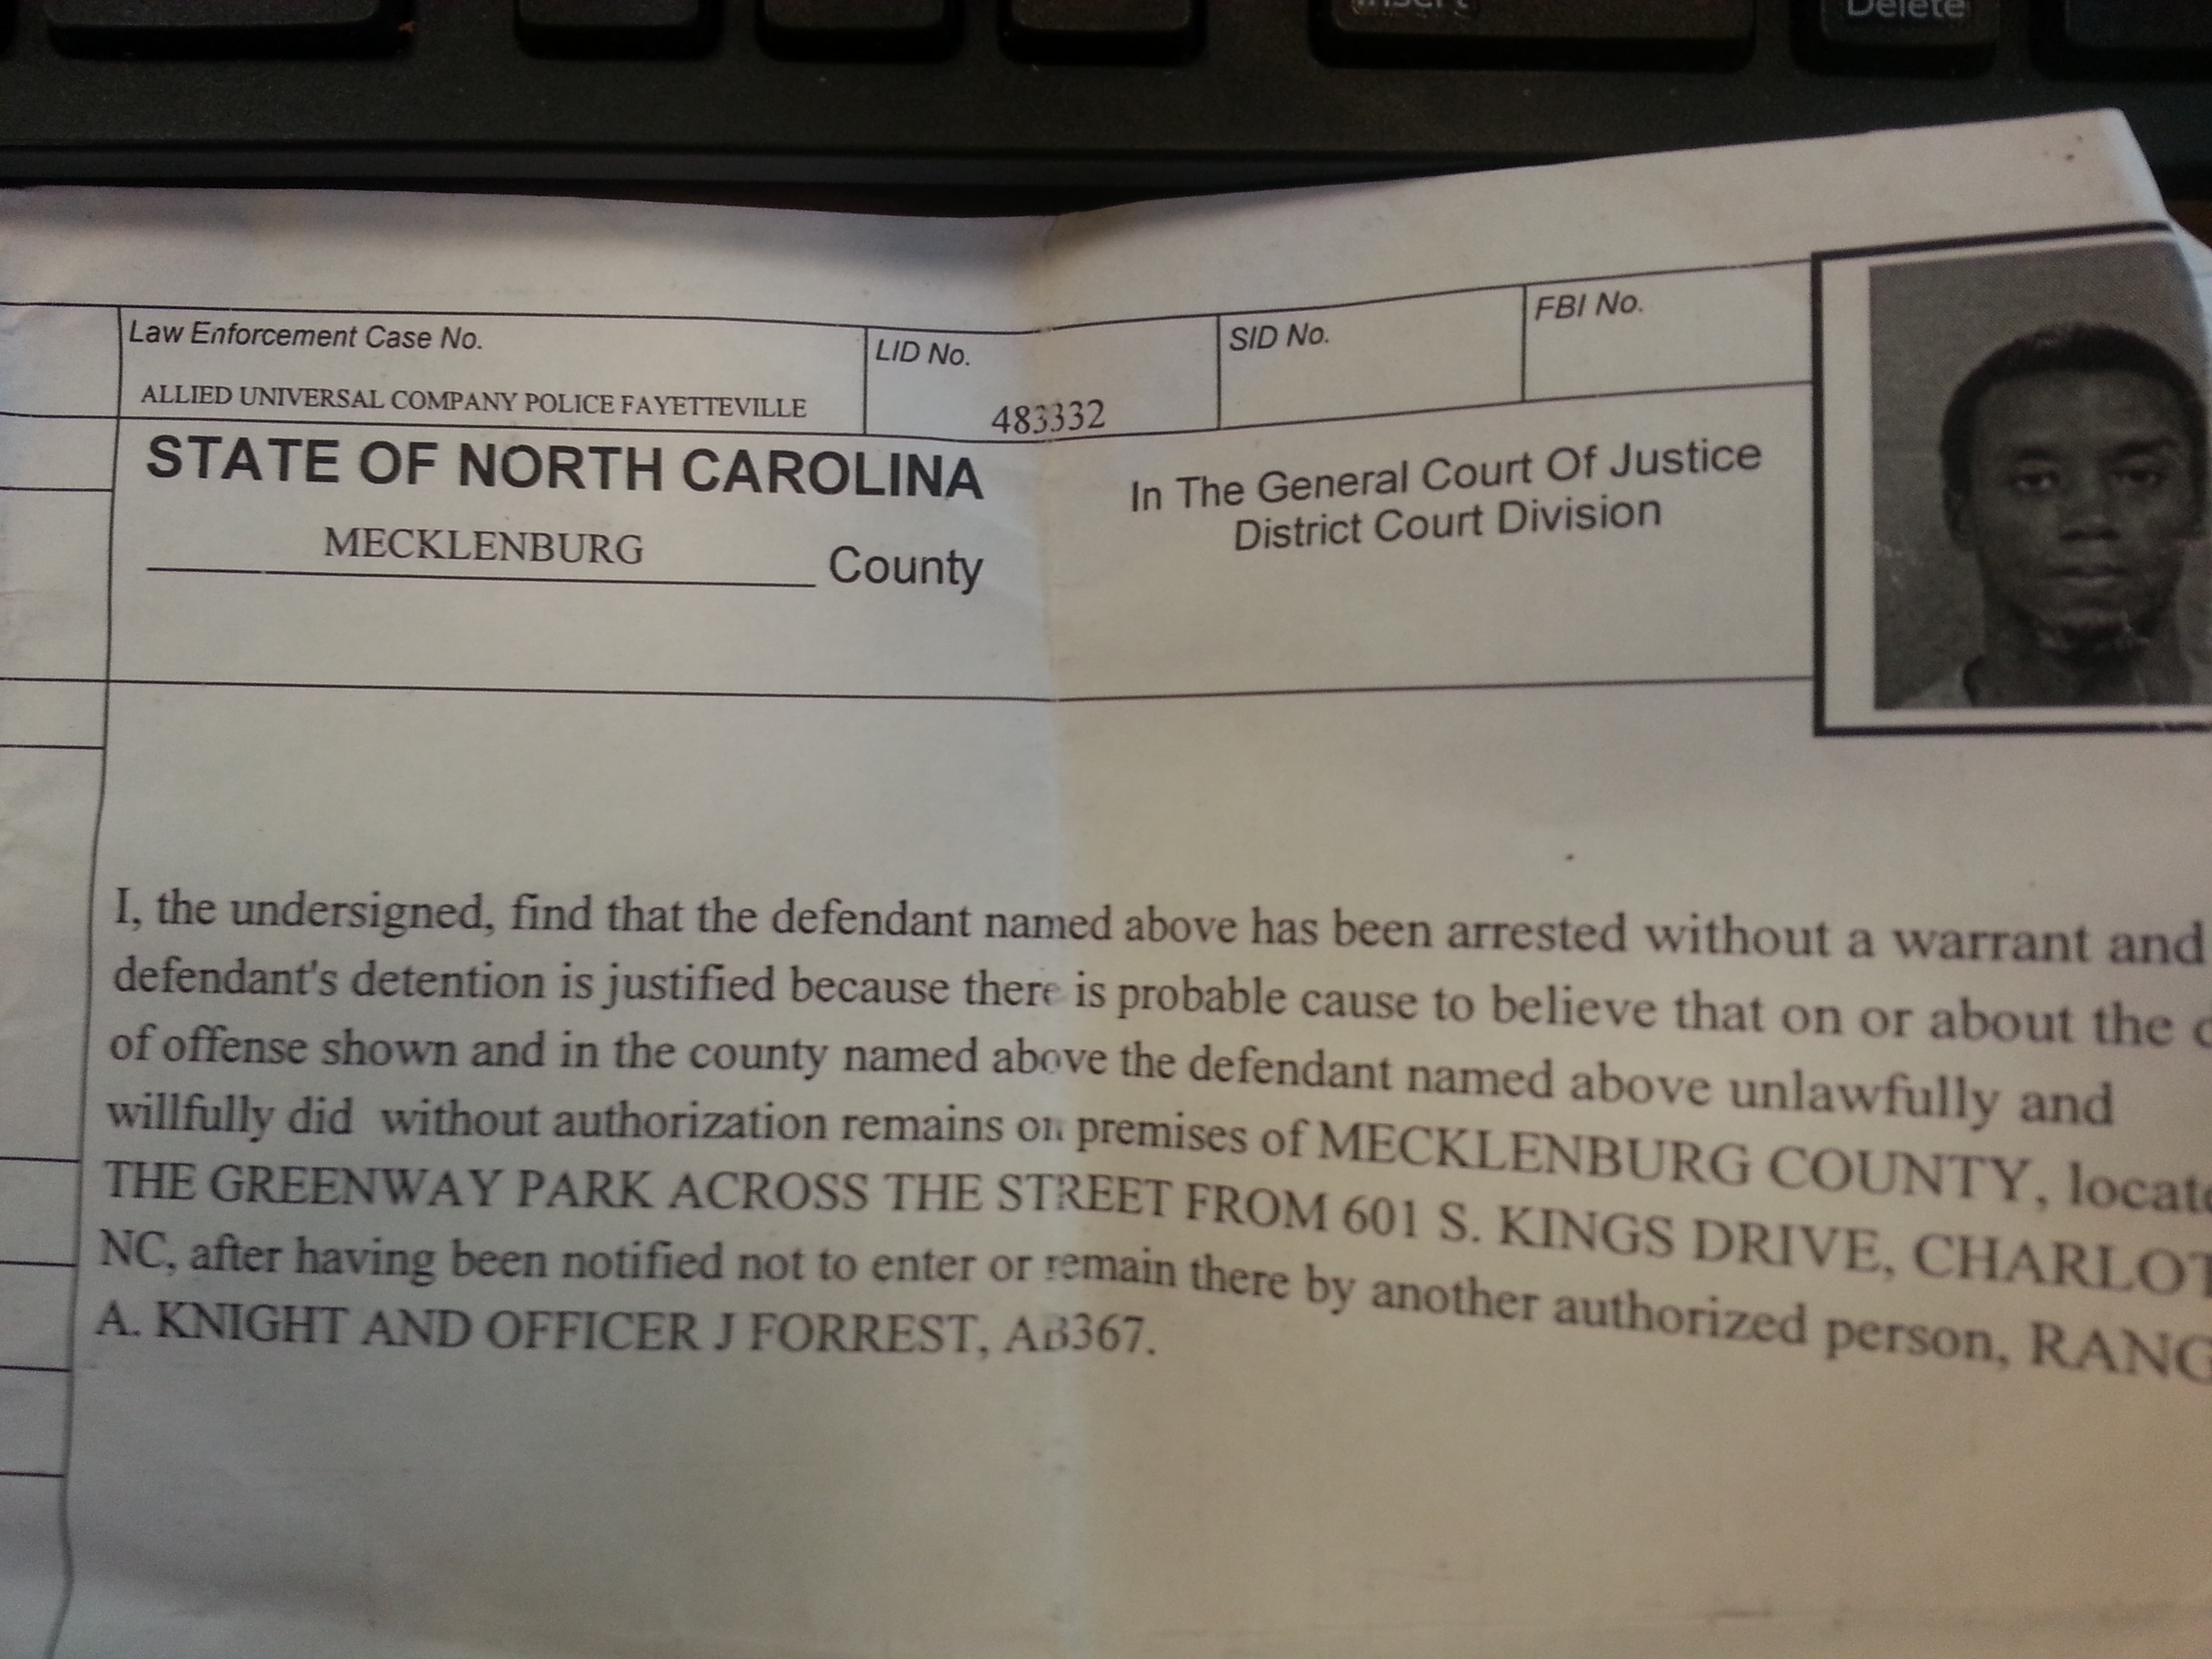 Insert
Delete
Law Enforcement Case No.
LID No.
SID No.
FBI No.
ALLIED UNIVERSAL COMPANY POLICE FAYETTEVILLE
483332
STATE OF NORTH CAROLINA
In The General Court Of Justice
District Court Division
MECKLENBURG County
I, the undersigned, find that the defendant named above has been arrested without a warrant and
defendant's detention is justified because there is probable cause to believe that on or about the
of offense shown and in the county named above the defendant named above unlawfully and
willfully did without authorization remains on premises of MECKLENBURG COUNTY, locate
THE GREENWAY PARK ACROSS THE STREET FROM 601 S. KINGS DRIVE, CHARLOT
NC, after having been notified not to enter or remain there by another authorized person, RANG
A. KNIGHT AND OFFICER J FORREST, AB367.